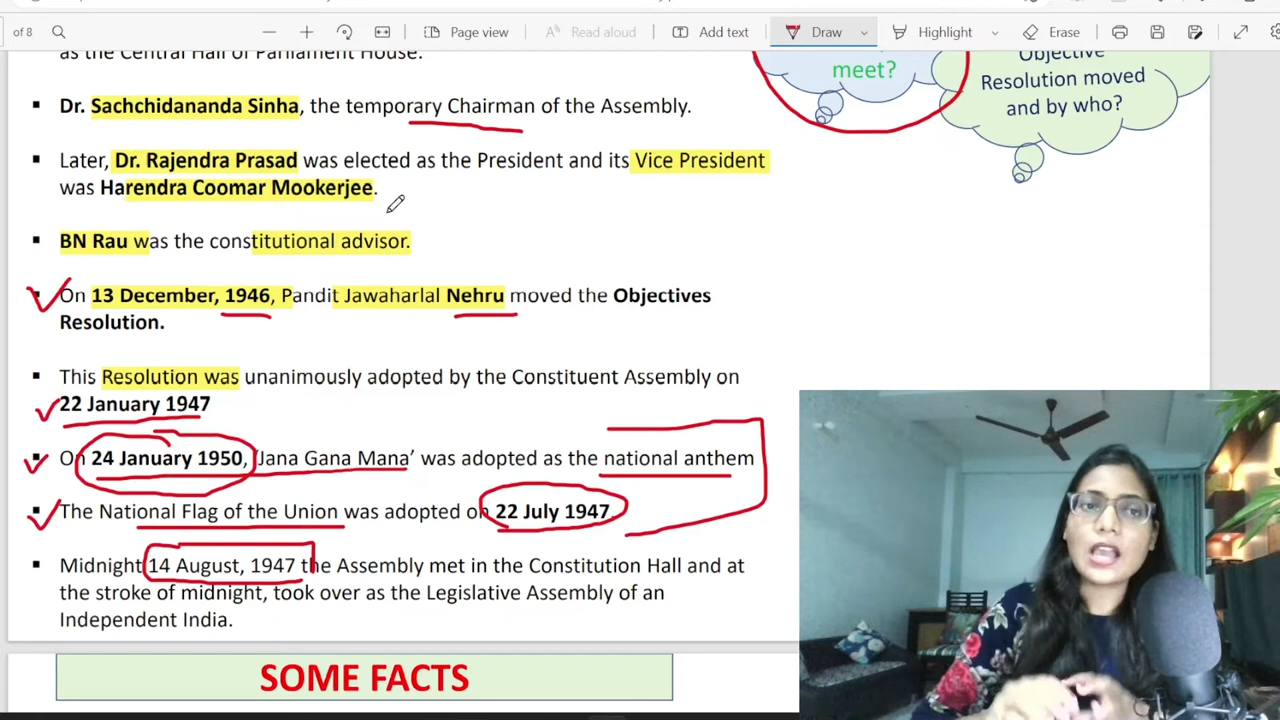 of 8
Page view
Read aloud
Add text
Draw
Highlight
Erase
as the Central Hall of Parliament House.
meet?
Objective
Resolution moved
and by who?
▪ Dr. Sachchidananda Sinha, the temporary Chairman of the Assembly.
▪ Later, Dr. Rajendra Prasad was elected as the President and its Vice President
was Harendra Coomar Mookerjee.
▪ BN Rau was the constitutional advisor.
▪ On 13 December, 1946, Pandit Jawaharlal Nehru moved the Objectives
Resolution.
▪ This Resolution was unanimously adopted by the Constituent Assembly on
22 January 1947
▪ On 24 January 1950, ‘Jana Gana Mana’ was adopted as the national anthem
▪ The National Flag of the Union was adopted on 22 July 1947
▪ Midnight 14 August, 1947 the Assembly met in the Constitution Hall and at
the stroke of midnight, took over as the Legislative Assembly of an
Independent India.
SOME FACTS